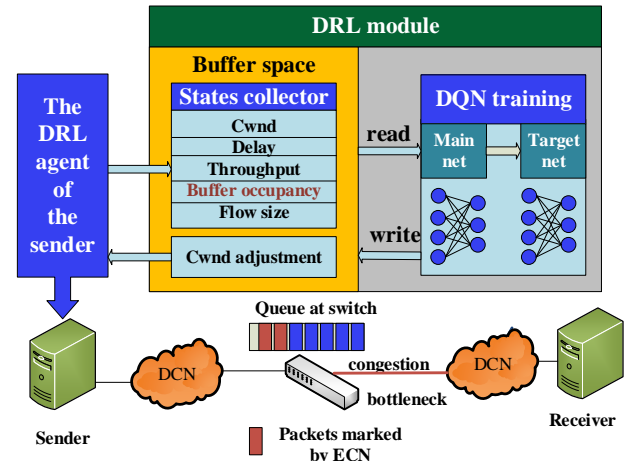 DRL module
The
DRL
agent
of
the
sender
Buffer space
States collector
Cwnd
Delay
Throughput
Buffer occupancy
Flow size
Cwnd adjustment
read
write
DQN training
Main
net
Target
net
Queue at switch
DCN
congestion
bottleneck
DCN
Sender
Receiver
Packets marked
by ECN